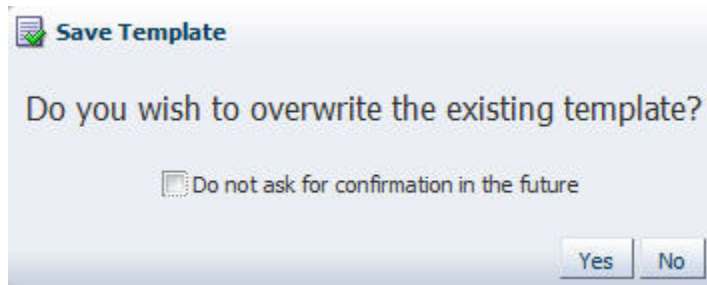 Save Template
Do you wish to overwrite the existing template?
Do not ask for confirmation in the future
Yes No